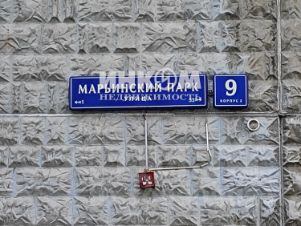 ИНКОМ
НЕДВИЖИМОСТЬ
МАРЬИНСКИЙ ПАРК
УЛИЦА
9
КОРПУС 2